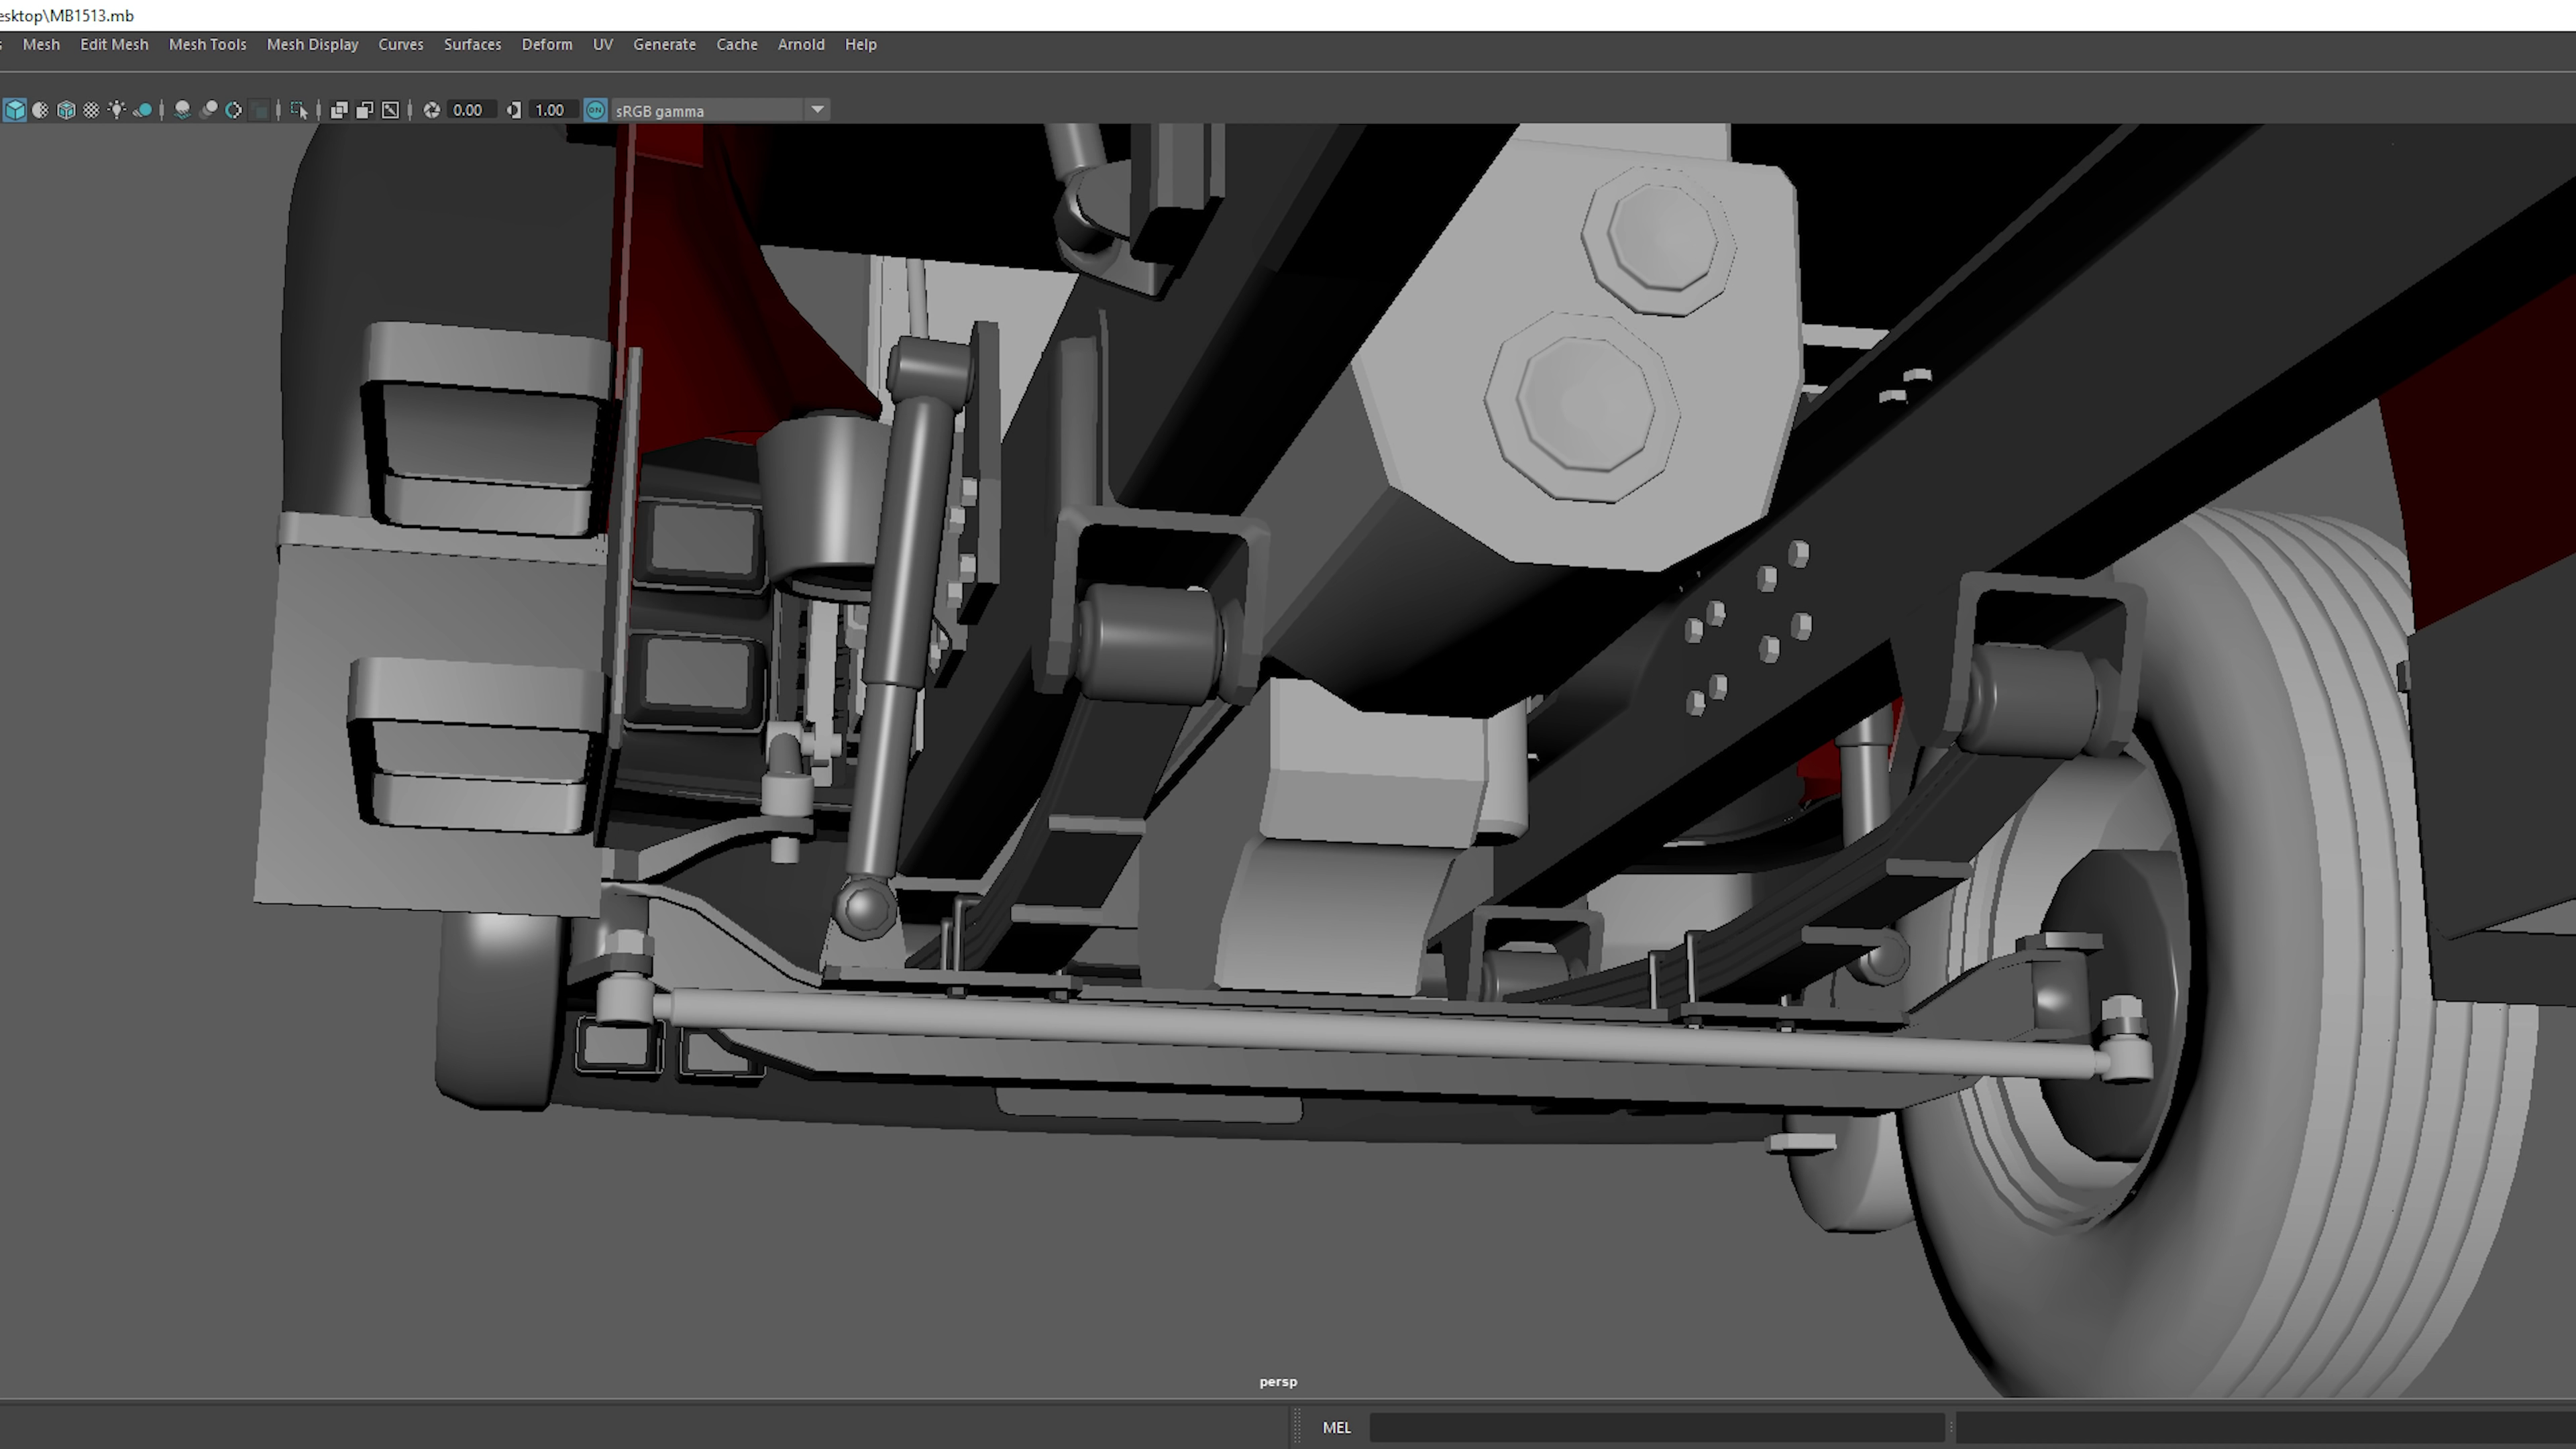 esktop\MB1513.mb
s Mesh Edit Mesh Mesh Tools Mesh Display Curves Surfaces Deform UV Generate Cache Arnold Help
0.00 1.00 ON sRGB gamma
persp
MEL